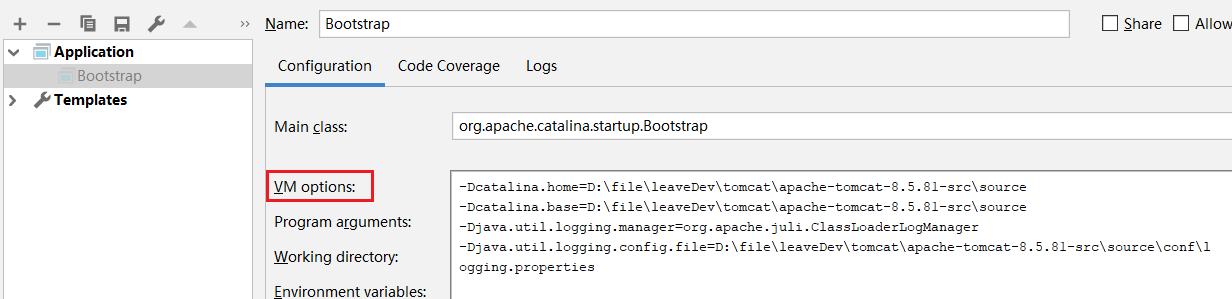 Name: Bootstrap Share Allow
Application
Bootstrap
Templates
Configuration Code Coverage Logs
Main class: org.apache.catalina.startup.Bootstrap
VM options:
-Dcatalina.home=D:\file\leaveDev\tomcat\apache-tomcat-8.5.81-src\source
-Dcatalina.base=D:\file\leaveDev\tomcat\apache-tomcat-8.5.81-src\source
-Djava.util.logging.manager=org.apache.juli.ClassLoaderLogManager
-Djava.util.logging.config.file=D:\file\leaveDev\tomcat\apache-tomcat-8.5.81-src\source\conf\l
ogging.properties
Program arguments:
Working directory:
Environment variables: